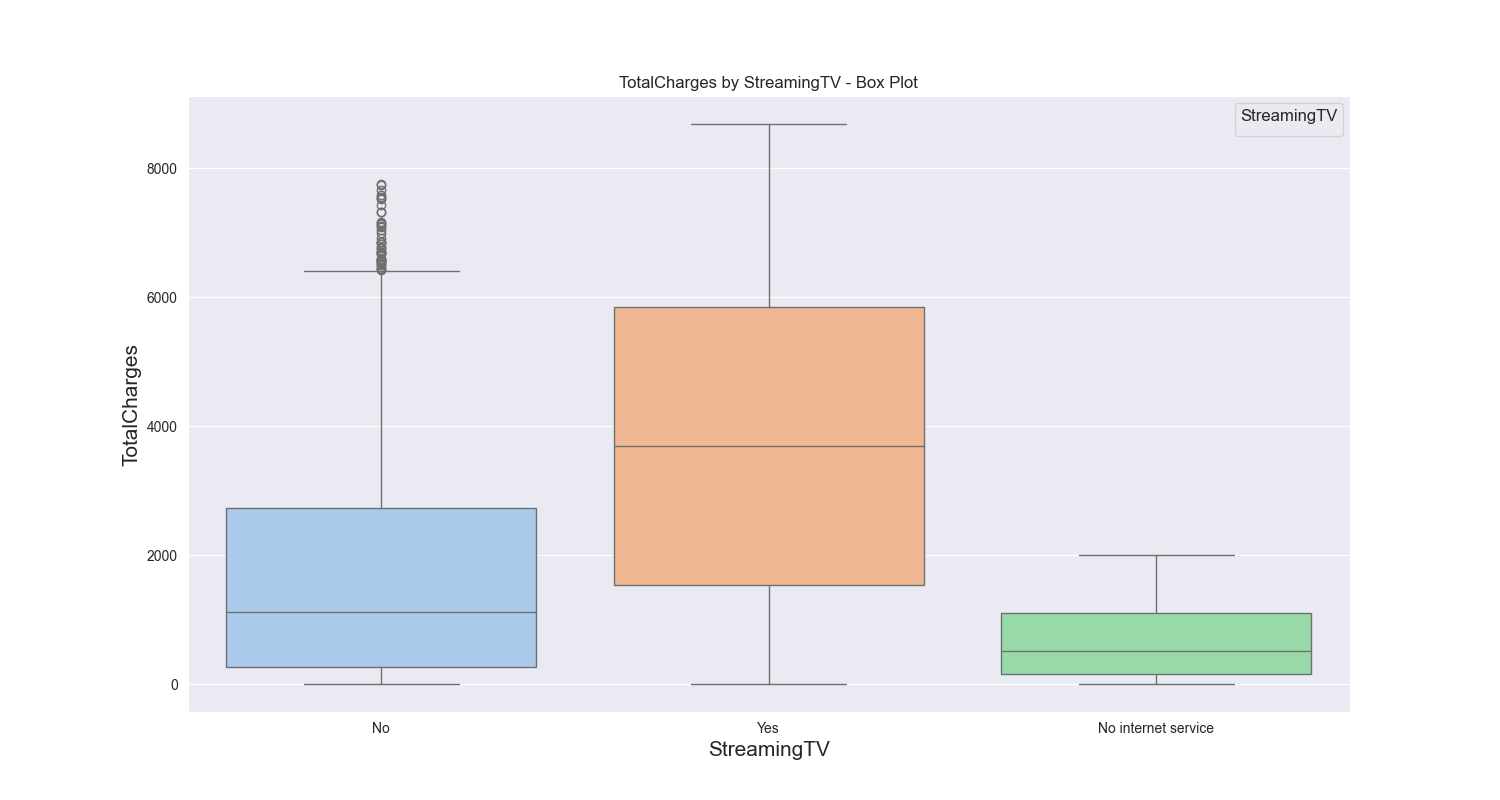 TotalCharges by StreamingTV - Box Plot
StreamingTV
8000
6000
4000
2000
0
TotalCharges
No
Yes
No internet service
StreamingTV